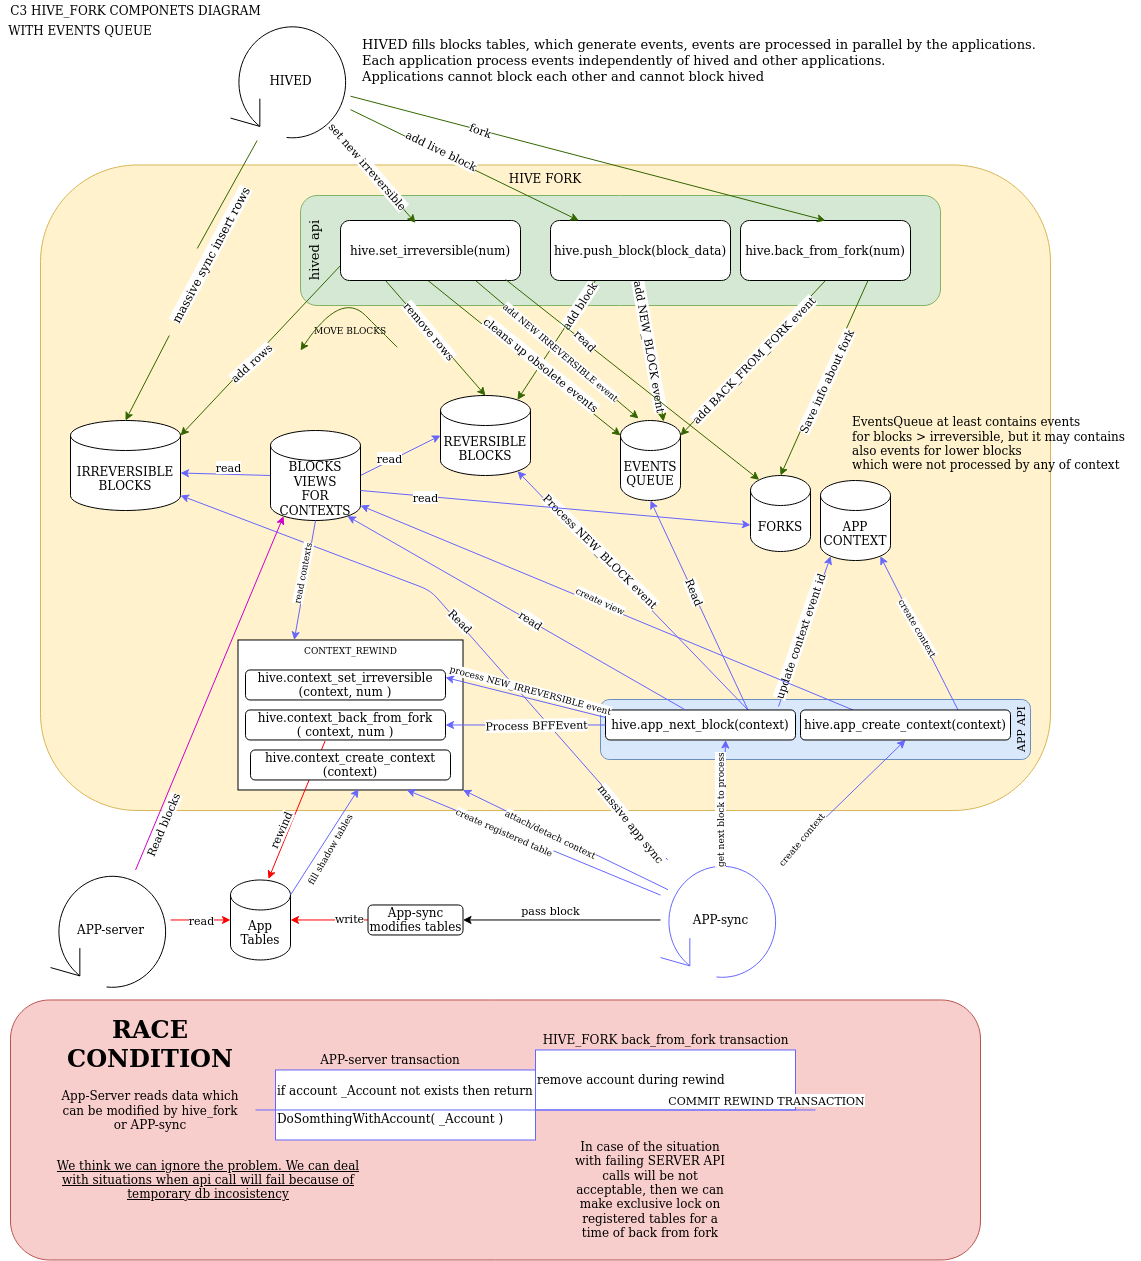 C3 HIVE_FORK COMPONETS DIAGRAM
WITH EVENTS QUEUE
HIVED
HIVED fills blocks tables, which generate events, events are processed in parallel by the applications.
Each application process events independently of hived and other applications.
Applications cannot block each other and cannot block hived
set new irreversible
add live block
fork
HIVE FORK
hived api
hive.set_irreversible(num)
hive.push_block(block_data)
hive.back_from_fork(num)
massive sync insert rows
add rows
MOVE BLOCKS
remove rows
cleans up obsolete events
add NEW IRREVERSIBLE event
read
add block
add NEW_BLOCK event
add BACK_FROM_FORK event
Save info about fork
EventsQueue at least contains events
for blocks > irreversible, but it may contains
also events for lower blocks
which were not processed by any of context
IRREVERSIBLE
BLOCKS
read
BLOCKS
VIEWS
FOR
CONTEXTS
read
REVERSIBLE
BLOCKS
EVENTS
QUEUE
read
FORKS
APP
CONTEXT
read contexts
Read
read
Process NEW_BLOCK event
create view
Read
update context event id
create context
CONTEXT_REWIND
hive.context_set_irreversible
(context, num )
hive.context_back_from_fork
( context, num )
hive.context_create_context
(context)
process NEW_IRREVERSIBLE event
Process BFFEvent
hive.app_next_block(context)
hive.app_create_context(context)
APP API
Read blocks
rewind
fill shadow tables
create registered table
attach/detach context
massive app sync
get next block to process
create context
APP-server
read
App
Tables
write
App-sync
modifies tables
pass block
APP-sync
RACE
CONDITION
App-Server reads data which
can be modified by hive_fork
or APP-sync
We think we can ignore the problem. We can deal
with situations when api call will fail because of
temporary db incosistency
APP-server transaction
if account _Account not exists then return
DoSomthingWithAccount( _Account )
HIVE_FORK back_from_fork transaction
remove account during rewind
COMMIT REWIND TRANSACTION
In case of the situation
with failing SERVER API
calls will be not
acceptable, then we can
make exclusive lock on
registered tables for a
time of back from fork